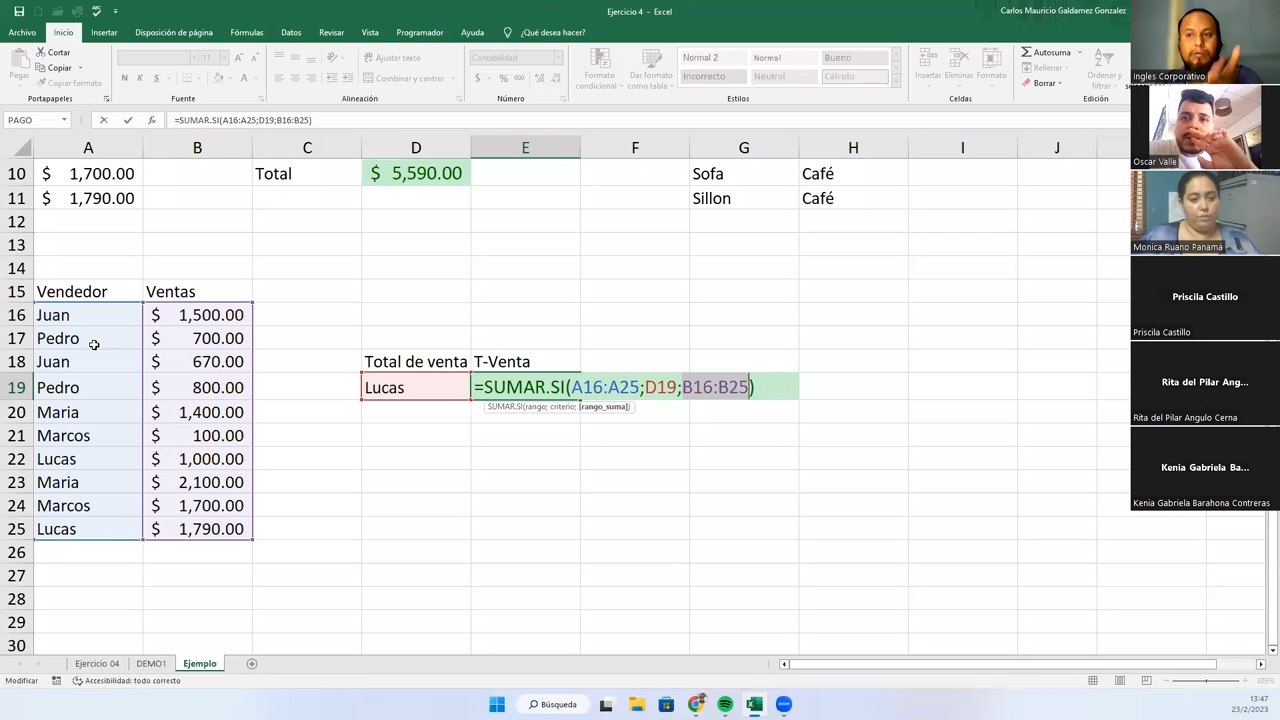 Ejercicio 4 - Excel
Carlos Mauricio Galdamez Gonzalez
Archivo Inicio Insertar Disposición de página Fórmulas Datos Revisar Vista Programador Ayuda ¿Qué desea hacer?
Pegar
Cortar
Copiar
Copiar formato
Portapapeles
N K S
Fuente
Ajustar texto
Combinar y centrar
Alineación
Contabilidad
$ % 000
Número
Formato condicional
Dar formato como tabla
Normal 2 Normal Bueno
Incorrecto Neutral Cálculo
Estilos
Insertar Eliminar Formato
Celdas
Autosuma
Rellenar
Borrar
Ordenar y filtrar
Edición
PAGO
=SUMAR.SI(A16:A25;D19;B16:B25)
A B C D E F G H I J
10 $ 1,700.00 Total $ 5,590.00 Sofa Café
11 $ 1,790.00 Sillon Café
12
13
14
15 Vendedor Ventas
16 Juan $ 1,500.00
17 Pedro $ 700.00
18 Juan $ 670.00 Total de venta T-Venta
19 Pedro $ 800.00 Lucas =SUMAR.SI(A16:A25;D19;B16:B25)
SUMAR.SI(rango; criterio; [rango_suma])
20 Maria $ 1,400.00
21 Marcos $ 100.00
22 Lucas $ 1,000.00
23 Maria $ 2,100.00
24 Marcos $ 1,700.00
25 Lucas $ 1,790.00
26
27
28
29
30
Ejercicio 04 DEMO1 Ejemplo
Modificar Accesibilidad: todo correcto
205%
Búsqueda
13:47
23/2/2023
Ingles Corporativo
Oscar Valle
Monica Ruano Panamá
Priscila Castillo
Priscila Castillo
Rita del Pilar Ang...
Rita del Pilar Angulo Cerna
Kenia Gabriela Ba...
Kenia Gabriela Barahona Contreras